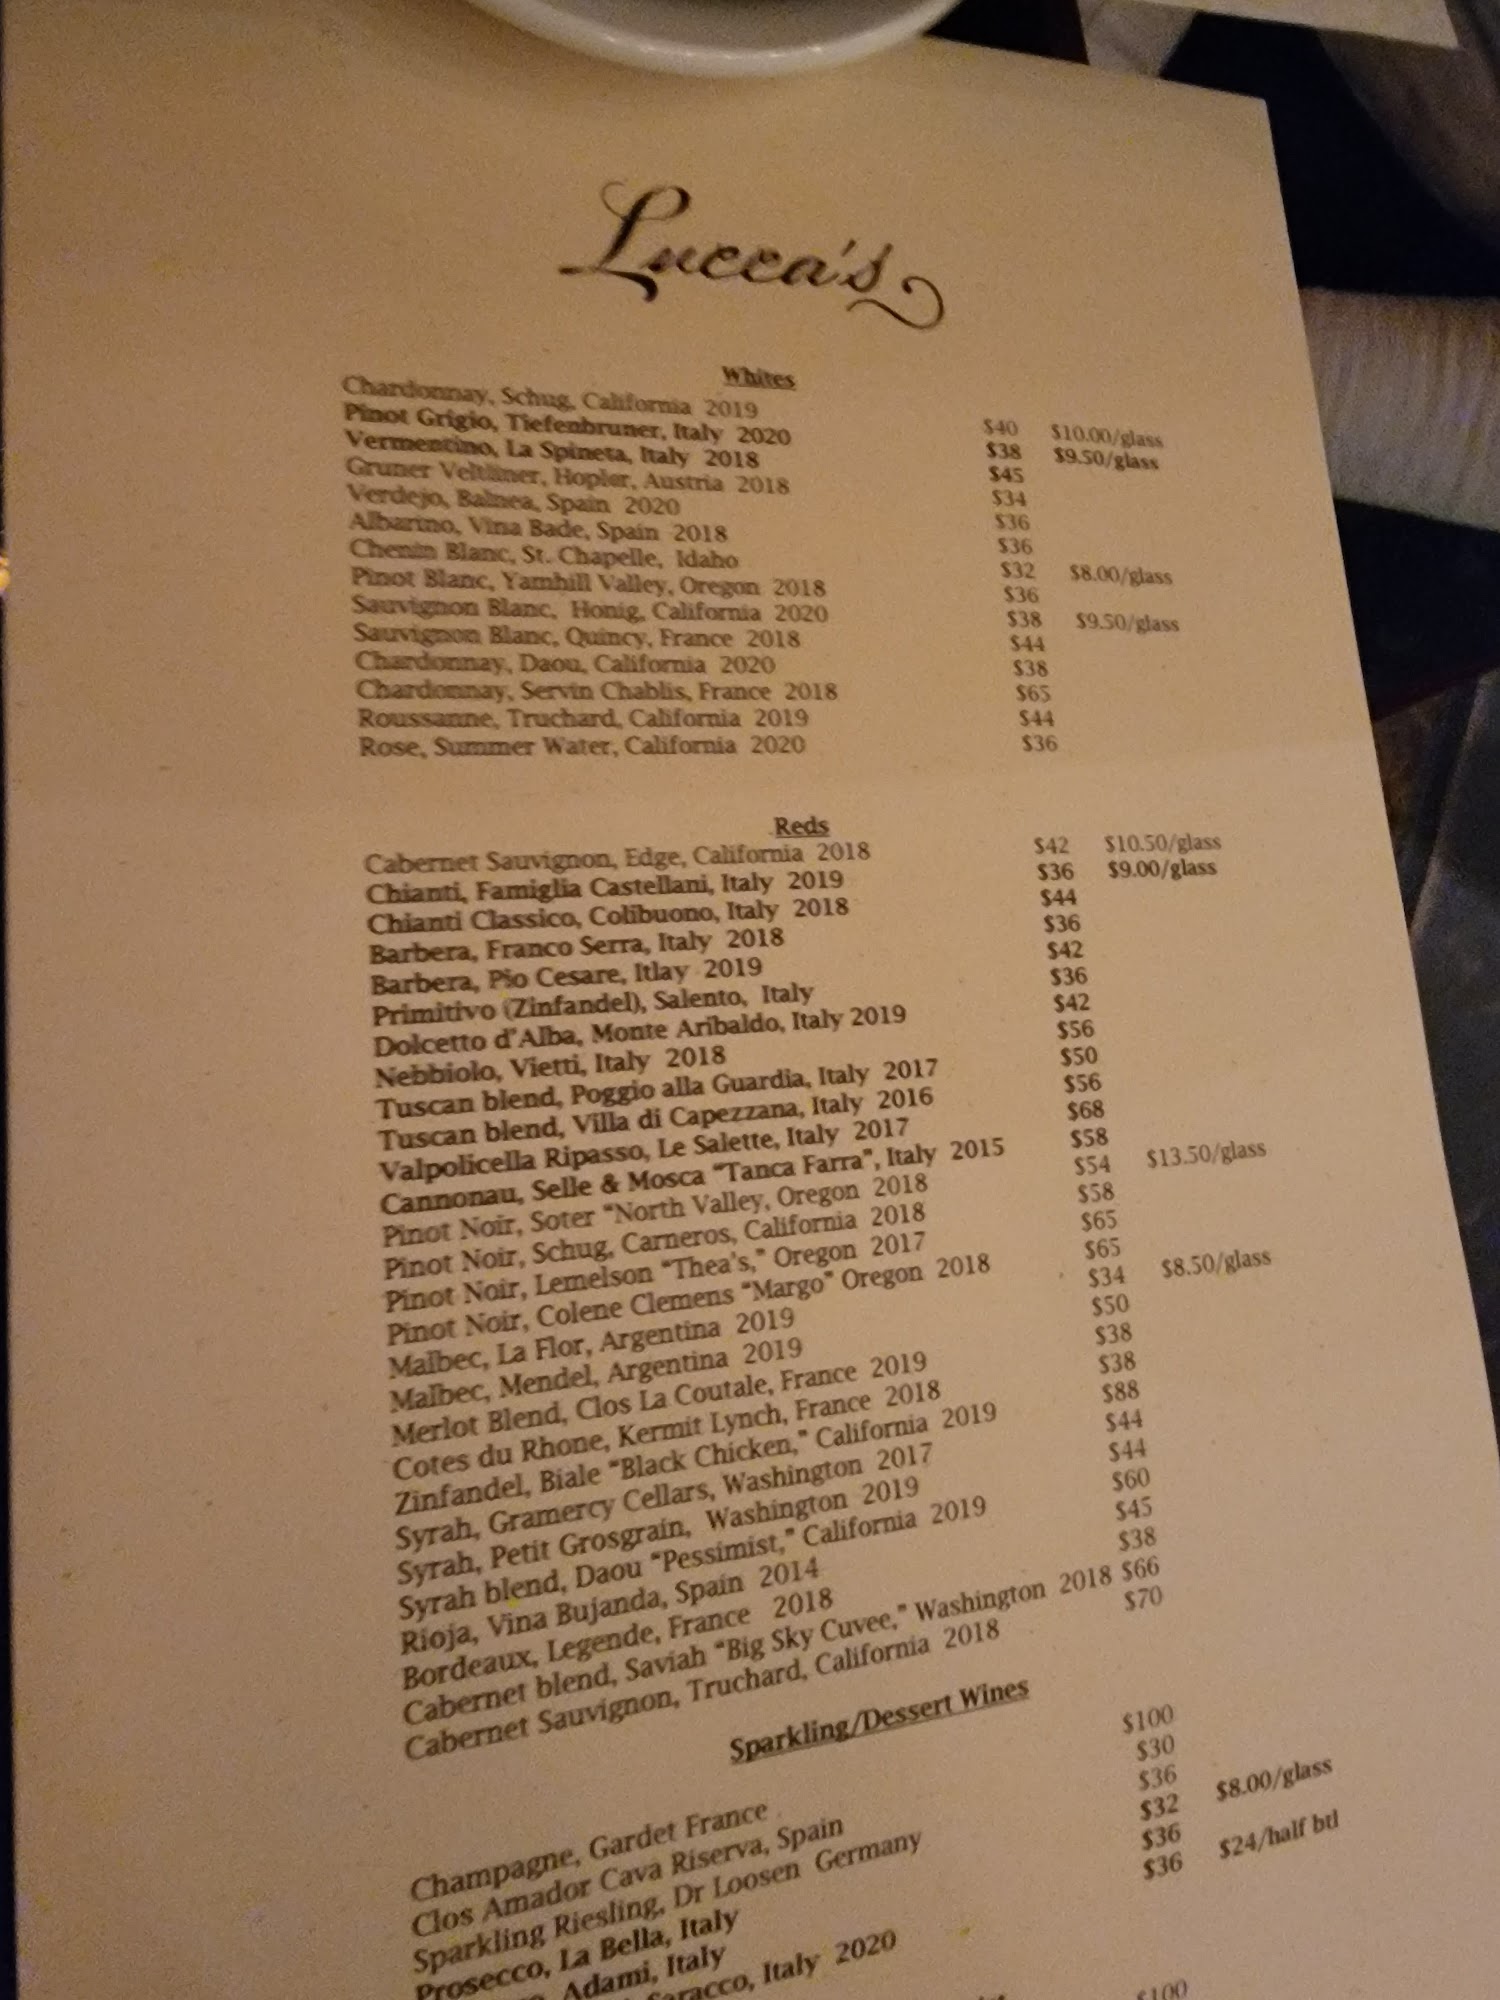 Lucca's
Whites
Chardonnay, Schug, California 2019 $40 $10.00/glass
Pinot Grigio, Tiefenbruner, Italy 2020 $38 $9.50/glass
Vermentino, La Spineta, Italy 2018 $45
Gruner Veltliner, Hopler, Austria 2018 $34
Verdejo, Balnea, Spain 2020 $36
Albarino, Vina Bade, Spain 2018 $36
Chenin Blanc, St. Chapelle, Idaho $32 $8.00/glass
Pinot Blanc, Yamhill Valley, Oregon 2018 $36
Sauvignon Blanc, Honig, California 2020 $38 $9.50/glass
Sauvignon Blanc, Quincy, France 2018 $44
Chardonnay, Daou, California 2020 $38
Chardonnay, Servin Chablis, France 2018 $65
Roussanne, Truchard, California 2019 $44
Rose, Summer Water, California 2020 $36
Reds
Cabernet Sauvignon, Edge, California 2018 $42 $10.50/glass
Chianti, Famiglia Castellani, Italy 2019 $36 $9.00/glass
Chianti Classico, Colibuono, Italy 2018 $44
Barbera, Franco Serra, Italy 2018 $36
Barbera, Pio Cesare, Itlay 2019 $42
Primitivo (Zinfandel), Salento, Italy $36
Dolcetto d'Alba, Monte Aribaldo, Italy 2019 $42
Nebbiolo, Vietti, Italy 2018 $56
Tuscan blend, Poggio alla Guardia, Italy 2017 $50
Tuscan blend, Villa di Capezzana, Italy 2016 $56
Valpolicella Ripasso, Le Salette, Italy 2017 $68
Cannonau, Selle & Mosca "Tanca Farra", Italy 2015 $58
Pinot Noir, Soter "North Valley, Oregon 2018 $54 $13.50/glass
Pinot Noir, Schug, Carneros, California 2018 $58
Pinot Noir, Lemelson "Thea's," Oregon 2017 $65
Pinot Noir, Colene Clemens "Margo" Oregon 2018 $65
Malbec, La Flor, Argentina 2019 $34 $8.50/glass
Malbec, Mendel, Argentina 2019 $50
Merlot Blend, Clos La Coutale, France 2019 $38
Cotes du Rhone, Kermit Lynch, France 2018 $38
Zinfandel, Biale "Black Chicken," California 2019 $88
Syrah, Gramercy Cellars, Washington 2017 $44
Syrah, Petit Grosgrain, Washington 2019 $44
Syrah blend, Daou "Pessimist," California 2019 $60
Rioja, Vina Bujanda, Spain 2014 $45
Bordeaux, Legende, France 2018 $38
Cabernet blend, Saviah "Big Sky Cuvee," Washington 2018 $66
Cabernet Sauvignon, Truchard, California 2018 $70
Sparkling/Dessert Wines
Champagne, Gardet France $100
Clos Amador Cava Riserva, Spain $30
Sparkling Riesling, Dr Loosen Germany $36
Prosecco, La Bella, Italy $32 $8.00/glass
Adami, Italy $36
Italy 2020 $36 $24/half btl
$100